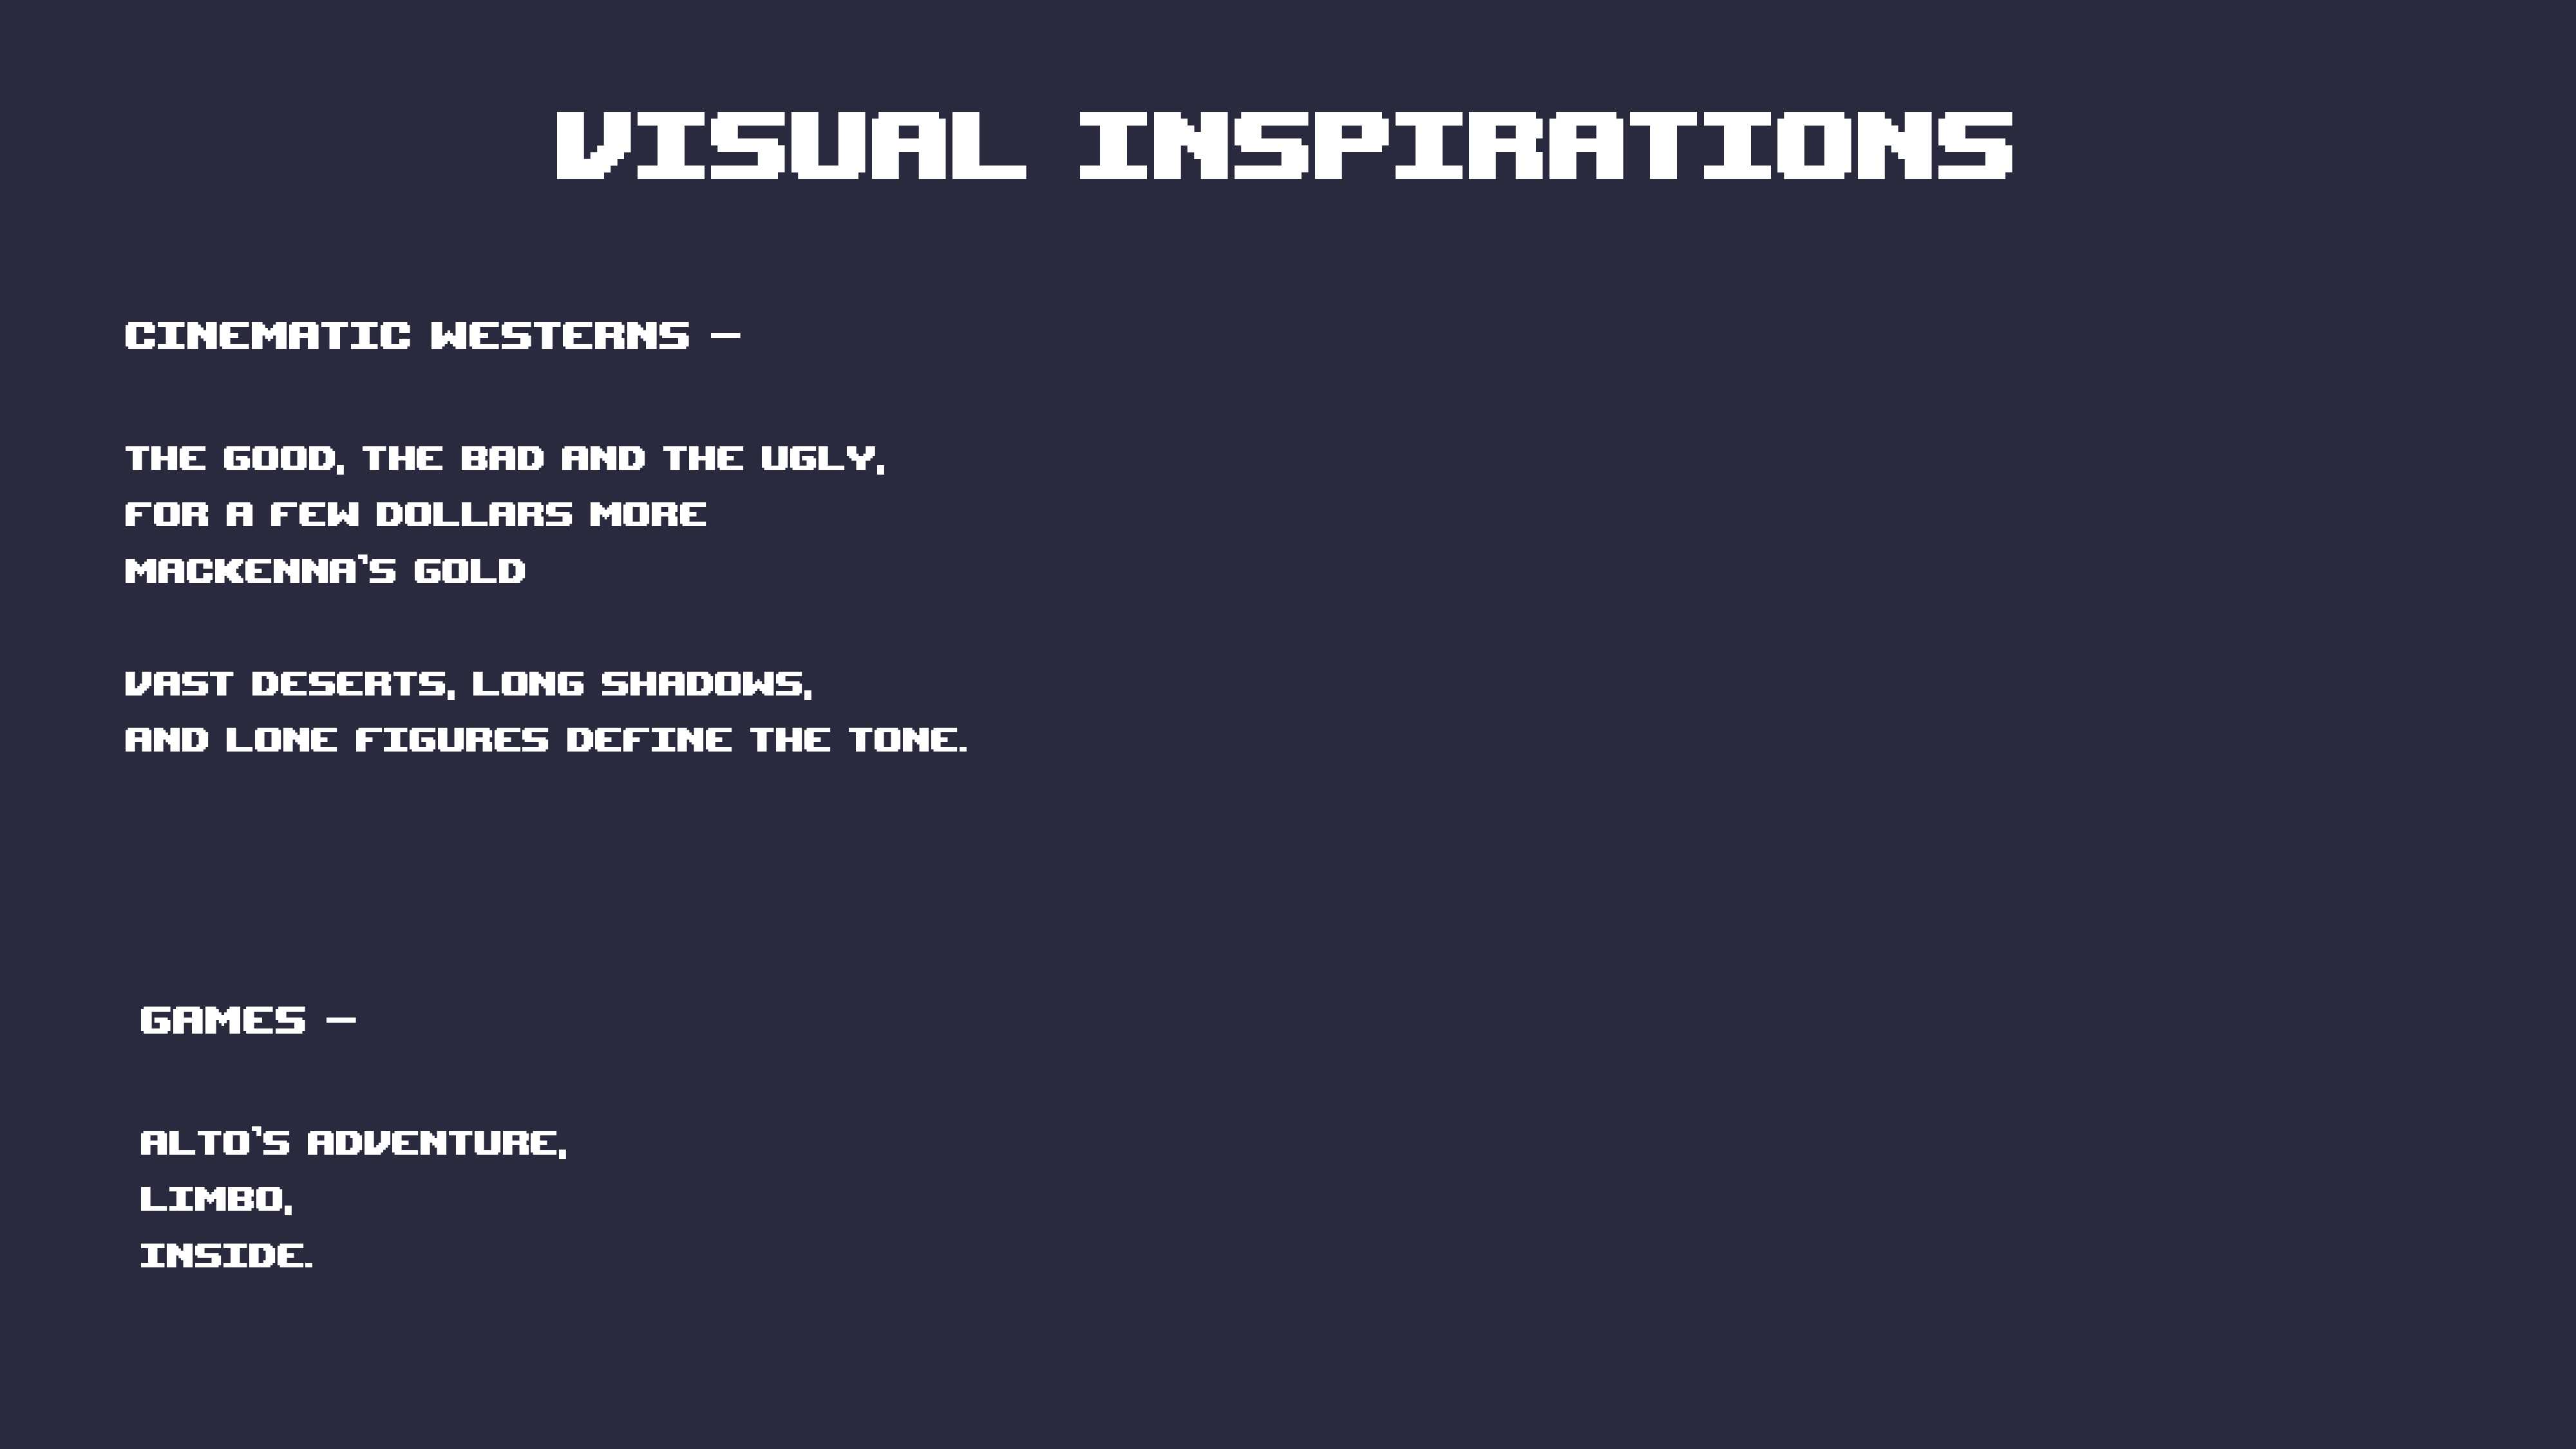 VISUAL INSPIRATIONS
CINEMATIC WESTERNS –
THE GOOD, THE BAD AND THE UGLY,
FOR A FEW DOLLARS MORE
MACKENNA'S GOLD
VAST DESERTS, LONG SHADOWS,
AND LONE FIGURES DEFINE THE TONE.
GAMES –
ALTO'S ADVENTURE,
LIMBO,
INSIDE.